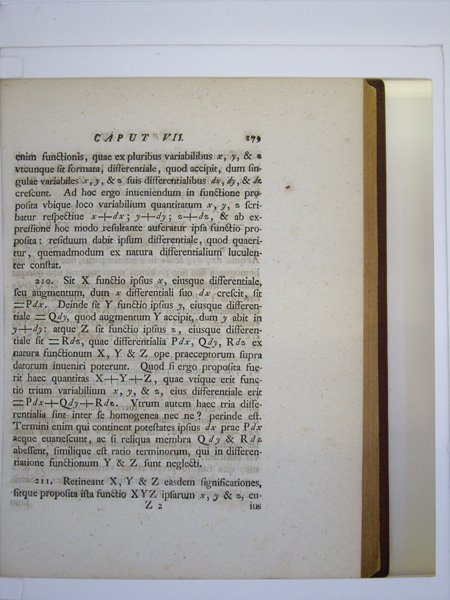 CAPUT VII. 179
enim functionis, quae ex pluribus variabilibus x, y, & z
vtcunque sit formata, differentiale, quod accipit, dum sin-
gulae variabiles x, y, & z suis differentialibus dx, dy, & dz
crescunt. Ad hoc ergo inueniendum in functione pro-
posita vbique loco variabilium quantitatum x, y, z scri-
batur respectiue x+dx; y+dy; z+dz, & ab ex-
pressione hoc modo resultante auferatur ipsa functio pro-
posita: residuum dabit ipsum differentiale, quod quaeri-
tur, quemadmodum ex natura differentialium luculen-
ter constat.
210. Sit X functio ipsius x, eiusque differentiale,
seu augmentum, dum x differentiali suo dx crescit, sit
=Pdx. Deinde sit Y functio ipsius y, eiusque differen-
tiale =Qdy, quod augmentum Y accipit, dum y abit in
y+dy: atque Z sit functio ipsius z, eiusque differen-
tiale sit =Rdz, quae differentialia Pdx, Qdy, Rdz ex
natura functionum X, Y & Z ope praeceptorum supra
datorum inueniri poterunt. Quod si ergo proposita fue-
rit haec quantitas X+Y+Z, quae vtique erit func-
tio trium variabilium x, y, & z, eius differentiale erit
=Pdx+Qdy+Rdz. Vtrum autem haec tria diffe-
rentialia sint inter se homogenea nec ne? perinde est.
Termini enim qui continent potestates ipsius dx prae Pdx
aeque euanescunt, ac si reliqua membra Qdy & Rdz
abessent, similique est ratio terminorum, qui in differen-
tiatione functionum Y & Z sunt neglecti.
211. Retineant X, Y & Z easdem significationes,
sitque proposita ista functio XYZ ipsarum x, y & z, cu-
Z 2 ius